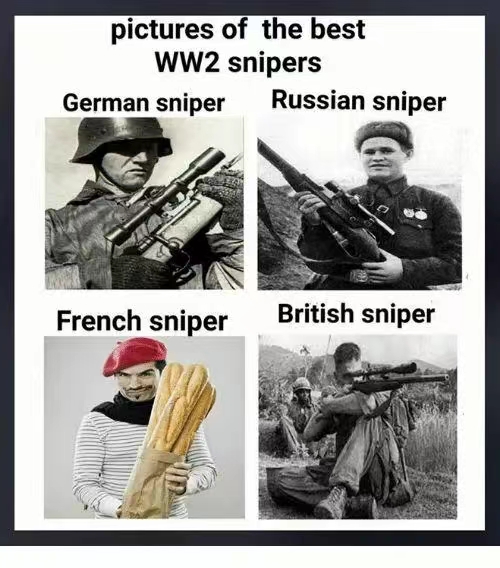 pictures of the best
WW2 snipers
German sniper
Russian sniper
French sniper
British sniper